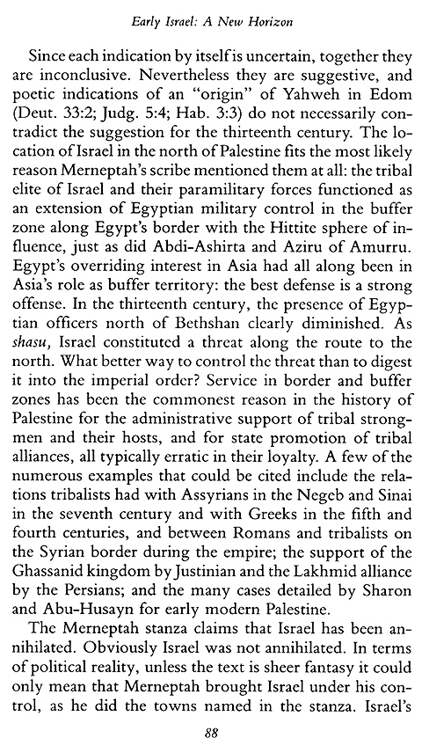 Early Israel: A New Horizon
Since each indication by itself is uncertain, together they
are inconclusive. Nevertheless they are suggestive, and
poetic indications of an “origin” of Yahweh in Edom
(Deut. 33:2; Judg. 5:4; Hab. 3:3) do not necessarily con-
tradict the suggestion for the thirteenth century. The lo-
cation of Israel in the north of Palestine fits the most likely
reason Merneptah’s scribe mentioned them at all: the tribal
elite of Israel and their paramilitary forces functioned as
an extension of Egyptian military control in the buffer
zone along Egypt’s border with the Hittite sphere of in-
fluence, just as did Abdi-Ashirta and Aziru of Amurru.
Egypt’s overriding interest in Asia had all along been in
Asia’s role as buffer territory: the best defense is a strong
offense. In the thirteenth century, the presence of Egyp-
tian officers north of Bethshan clearly diminished. As
shasu, Israel constituted a threat along the route to the
north. What better way to control the threat than to digest
it into the imperial order? Service in border and buffer
zones has been the commonest reason in the history of
Palestine for the administrative support of tribal strong-
men and their hosts, and for state promotion of tribal
alliances, all typically erratic in their loyalty. A few of the
numerous examples that could be cited include the rela-
tions tribalists had with Assyrians in the Negeb and Sinai
in the seventh century and with Greeks in the fifth and
fourth centuries, and between Romans and tribalists on
the Syrian border during the empire; the support of the
Ghassanid kingdom by Justinian and the Lakhmid alliance
by the Persians; and the many cases detailed by Sharon
and Abu-Husayn for early modern Palestine.
The Merneptah stanza claims that Israel has been an-
nihilated. Obviously Israel was not annihilated. In terms
of political reality, unless the text is sheer fantasy it could
only mean that Merneptah brought Israel under his con-
trol, as he did the towns named in the stanza. Israel’s
88